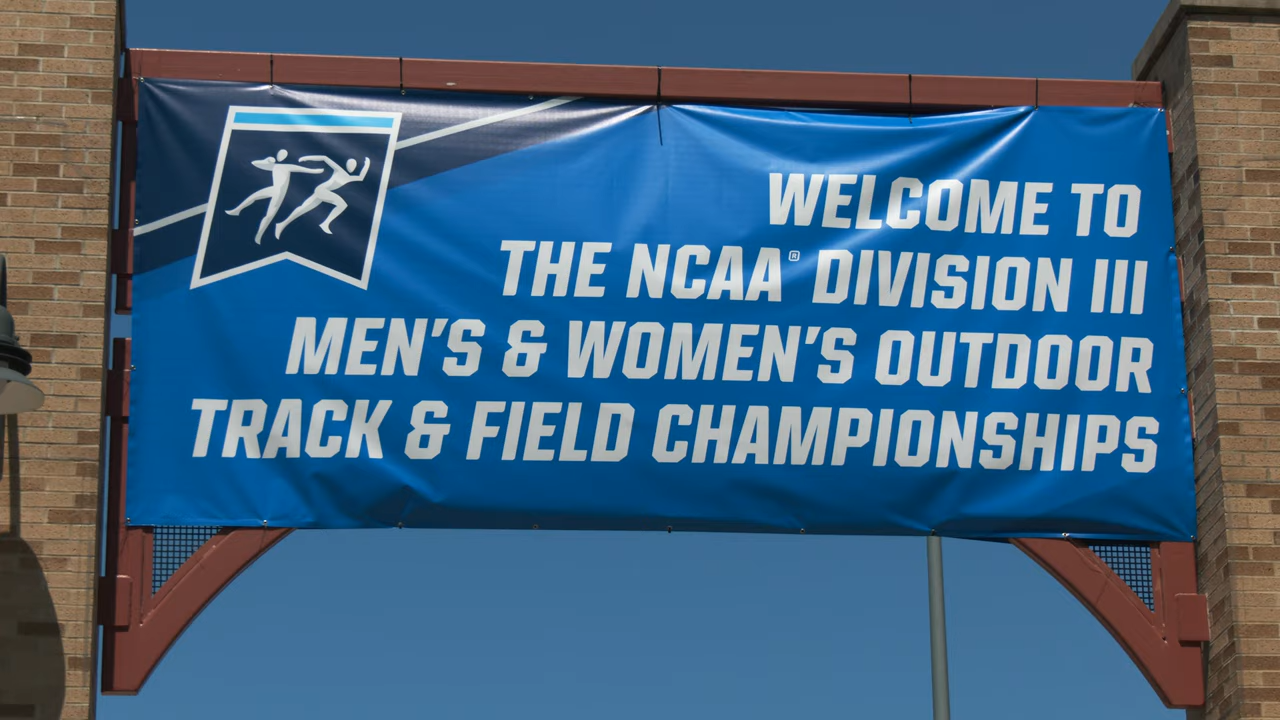 WELCOME TO
THE NCAA® DIVISION III
MEN'S & WOMEN'S OUTDOOR
TRACK & FIELD CHAMPIONSHIPS